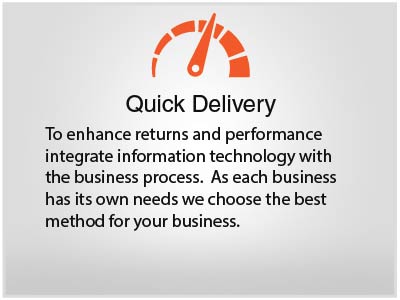 Quick Delivery
To enhance returns and performance
integrate information technology with
the business process.  As each business
has its own needs we choose the best
method for your business.